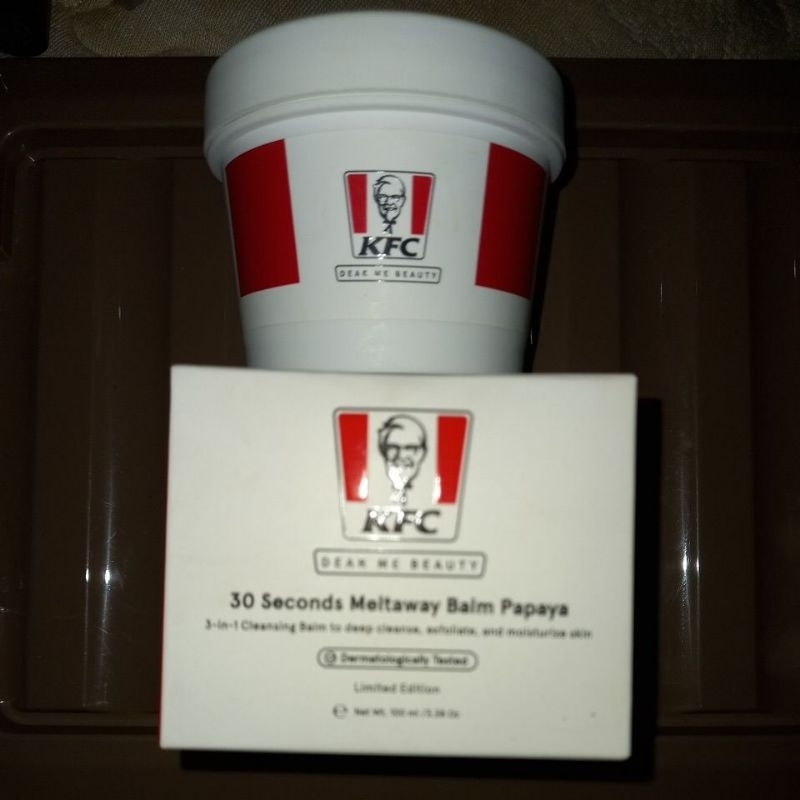 KFC
DEAR ME BEAUTY
KFC
DEAR ME BEAUTY
30 Seconds Meltaway Balm Papaya
3-in-1 Cleansing Balm to deep cleanse, exfoliate, and moisturize skin
Dermatologically Tested
Limited Edition
Net Wt. 100 ml /3.38 Oz